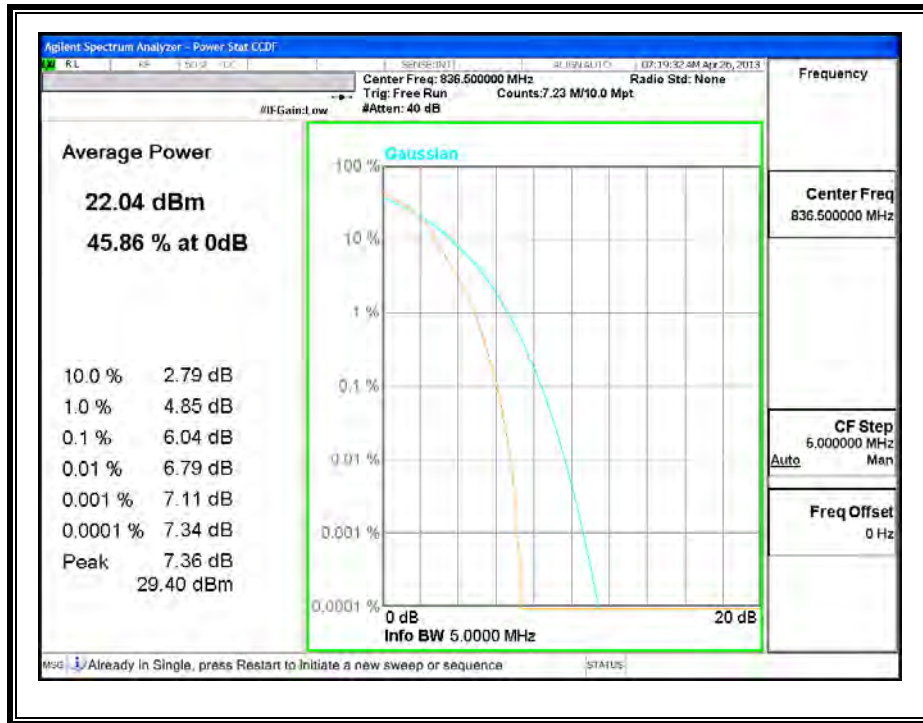 Agilent Spectrum Analyzer - Power Stat CCDF
RL RF 50 Ω DC SENSE:INT ALIGN AUTO 07:19:32 AM Apr 26, 2013
Center Freq: 836.500000 MHz Radio Std: None
Trig: Free Run Counts:7.23 M/10.0 Mpt
#IFGain:Low #Atten: 40 dB
Frequency
Average Power
22.04 dBm
45.86 % at 0dB
10.0 % 2.79 dB
1.0 % 4.85 dB
0.1 % 6.04 dB
0.01 % 6.79 dB
0.001 % 7.11 dB
0.0001 % 7.34 dB
Peak 7.36 dB
29.40 dBm
Gaussian
100 %
10 %
1 %
0.1 %
0.01 %
0.001 %
0.0001 %
0 dB 20 dB
Info BW 5.0000 MHz
Center Freq
836.500000 MHz
CF Step
5.000000 MHz
Auto Man
Freq Offset
0 Hz
MSG Already in Single, press Restart to Initiate a new sweep or sequence STATUS